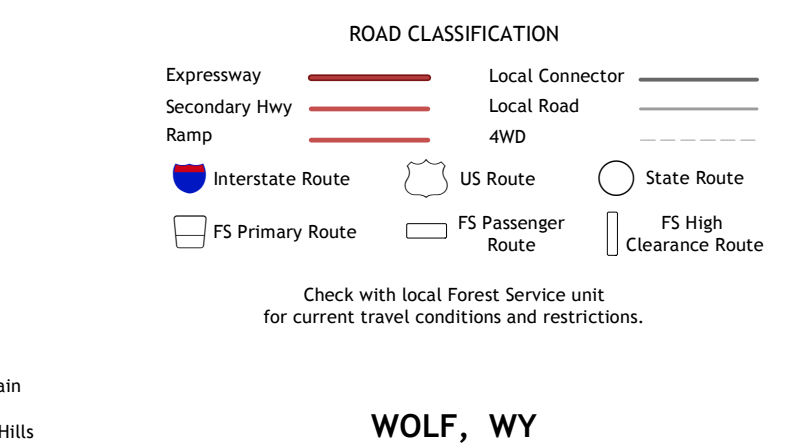 ROAD CLASSIFICATION
Expressway
Local Connector
Secondary Hwy
Local Road
Ramp
4WD
Interstate Route
US Route
State Route
FS Primary Route
FS Passenger
Route
FS High
Clearance Route
Check with local Forest Service unit
for current travel conditions and restrictions.
ain
Hills
WOLF, WY